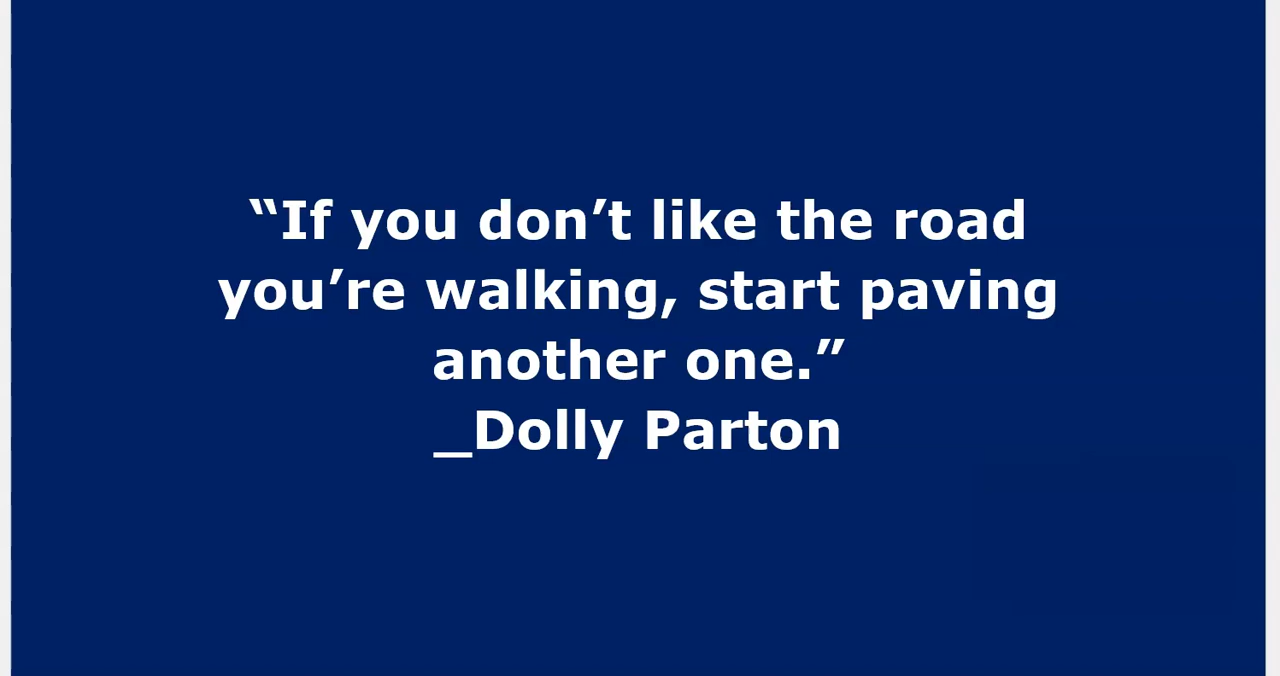 “If you don’t like the road
you’re walking, start paving
another one.”
_Dolly Parton